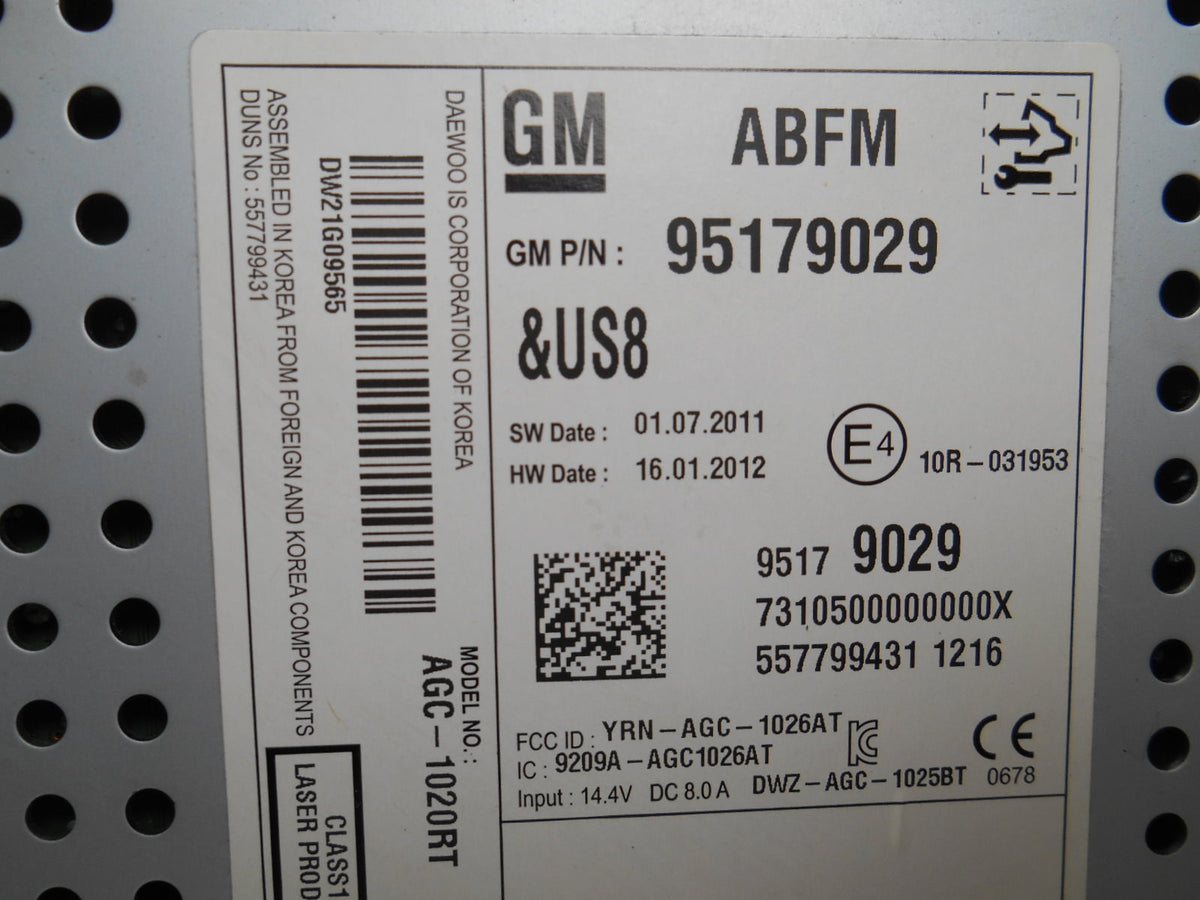 GM
ABFM
GM P/N : 95179029
&US8
SW Date : 01.07.2011
HW Date : 16.01.2012
E4 10R-031953
9517 9029
7310500000000X
557799431 1216
FCC ID : YRN-AGC-1026AT
IC : 9209A-AGC1026AT
CE
Input : 14.4V DC 8.0 A DWZ-AGC-1025BT 0678
DAEWOO IS CORPORATION OF KOREA
DW21G09565
ASSEMBLED IN KOREA FROM FOREIGN AND KOREA COMPONENTS
DUNS No : 557799431
MODEL NO. :
AGC-1020RT
CLASS1
LASER PROD